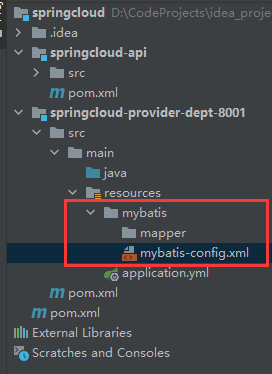 springcloud D:\CodeProjects\idea_proje
.idea
springcloud-api
src
pom.xml
springcloud-provider-dept-8001
src
main
java
resources
mybatis
mapper
mybatis-config.xml
application.yml
pom.xml
pom.xml
External Libraries
Scratches and Consoles